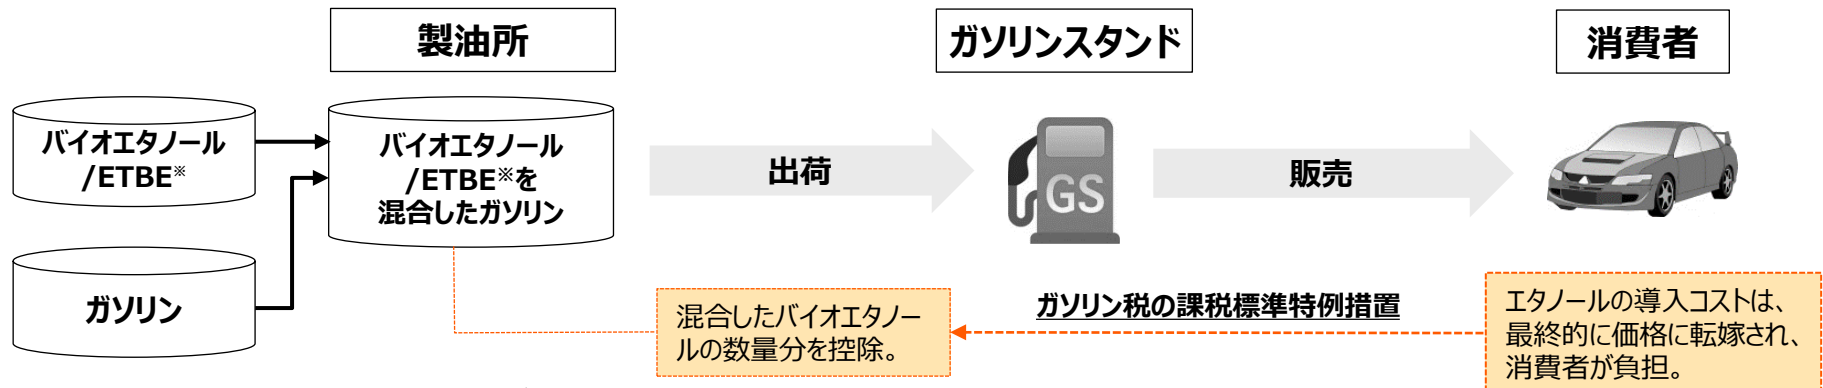 製油所
ガソリンスタンド
消費者
バイオエタノール
/ETBE※
バイオエタノール
/ETBE※を
混合したガソリン
ガソリン
出荷
GS
販売
混合したバイオエタノー
ルの数量分を控除。
ガソリン税の課税標準特例措置
エタノールの導入コストは、
最終的に価格に転嫁され、
消費者が負担。